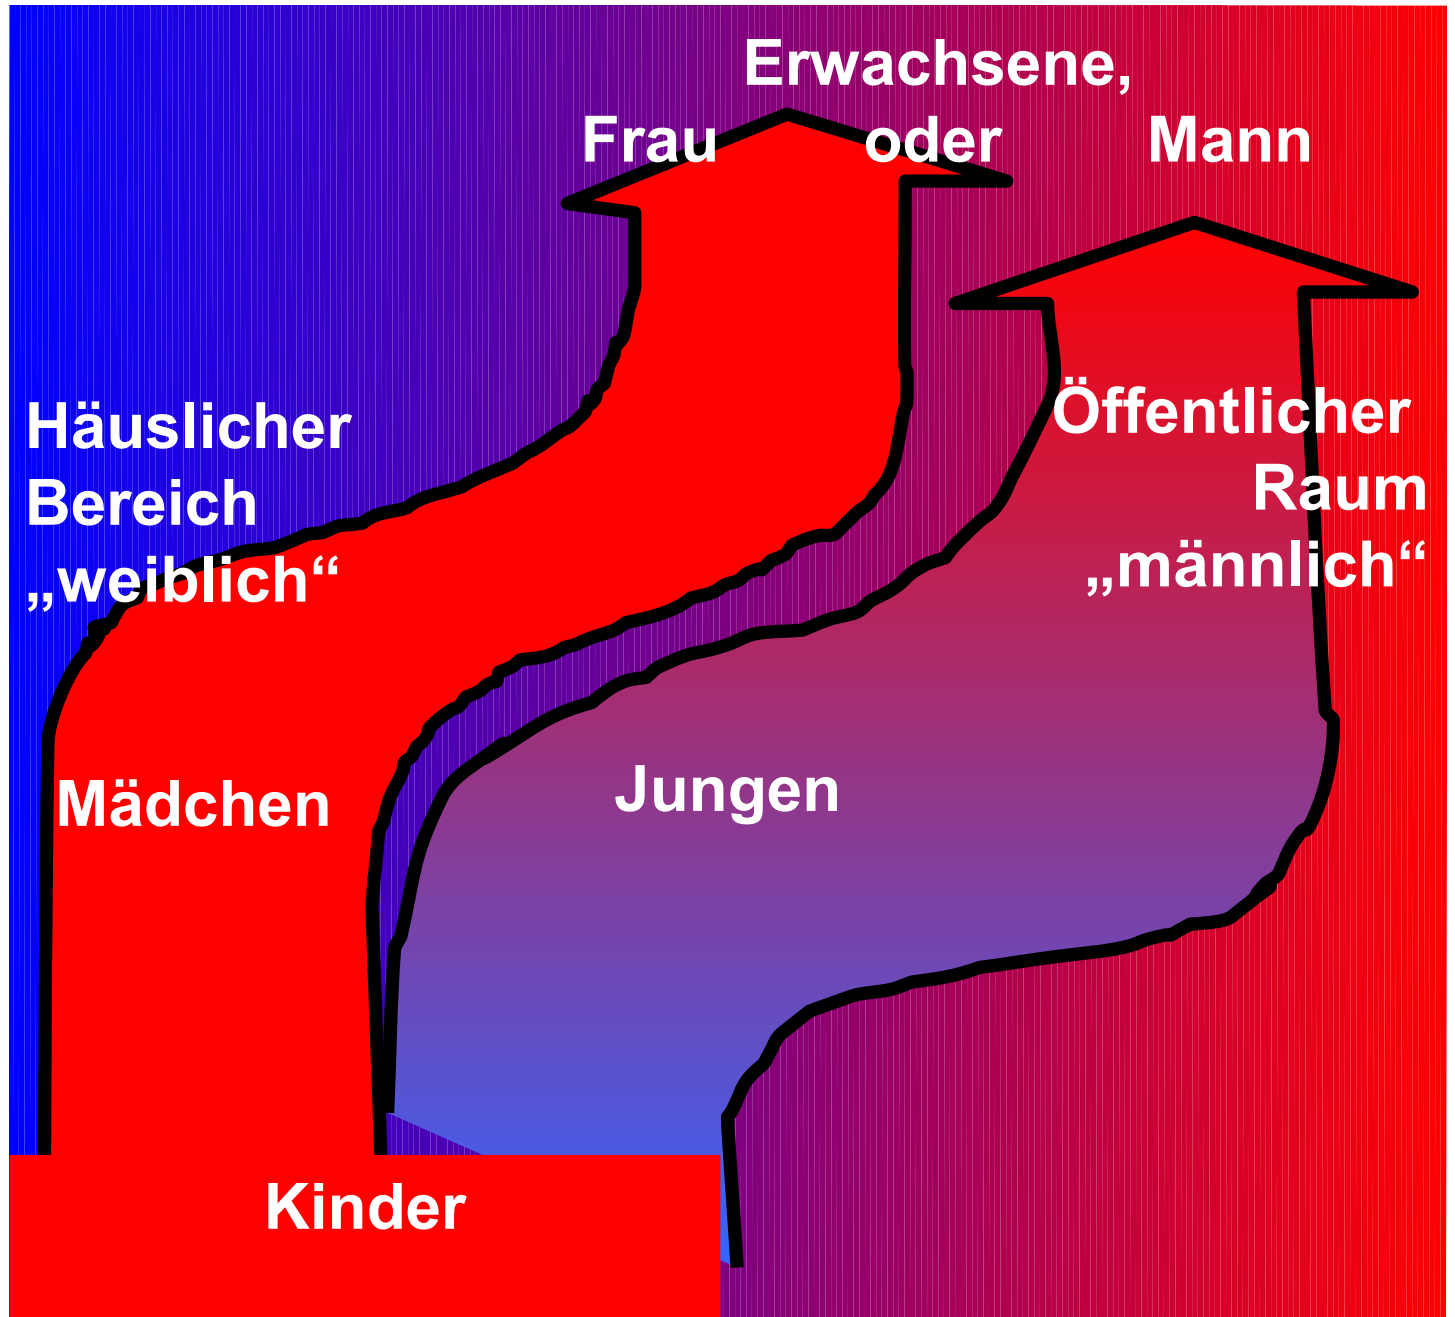 Erwachsene,
Frau oder Mann
Häuslicher
Bereich
„weiblich“
Öffentlicher
Raum
„männlich“
Mädchen
Jungen
Kinder